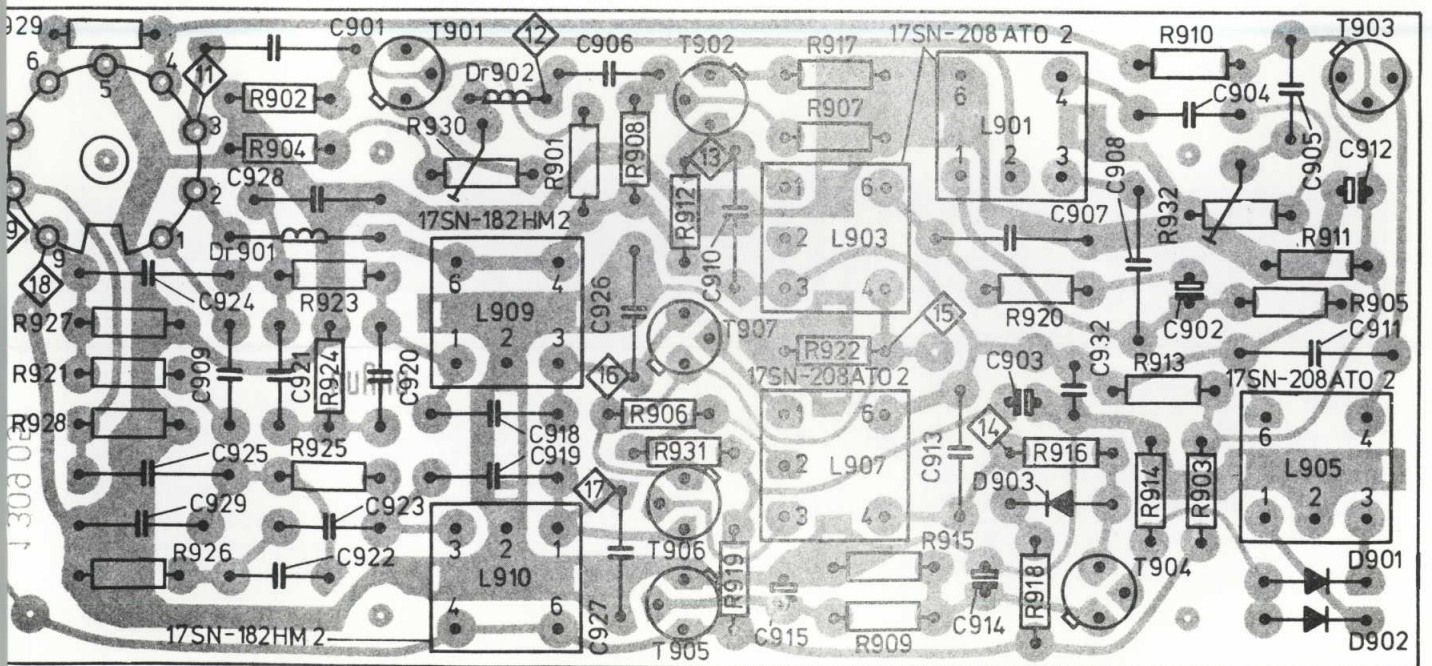 929 C901 T901 12 C906 T902 R917 17SN-208 ATO 2 R910 T903
6 5 4 11 R902 Dr902 R907 6 4 C904
3 R904 R930 R901 R908 13 L901 C905 C912
C928 R912 1 6 1 2 3 C908 R932
2 17SN-182HM2 C910 2 L903 C907 R911
9 1 Dr901 6 4 C926 3 4
18 C924 R923 L909 T907 15 R920 C902 R905
R927 1 2 3 R922 C903 C932 C911
R921 C909 C921 R924 C920 16 17SN-208ATO 2 R913 17SN-208 ATO 2
R928 R906 1 6 14 6 4
C925 R925 C918 R931 2 L907 C913 R916 L905
C919 D903 R914 R903 1 2 3
C929 C923 17 3 4
3 2 1 T906 R915
R926 C922 L910 R919 R918 T904 D901
4 6 C927 C915 R909 C914 D902
17SN-182HM 2 T905